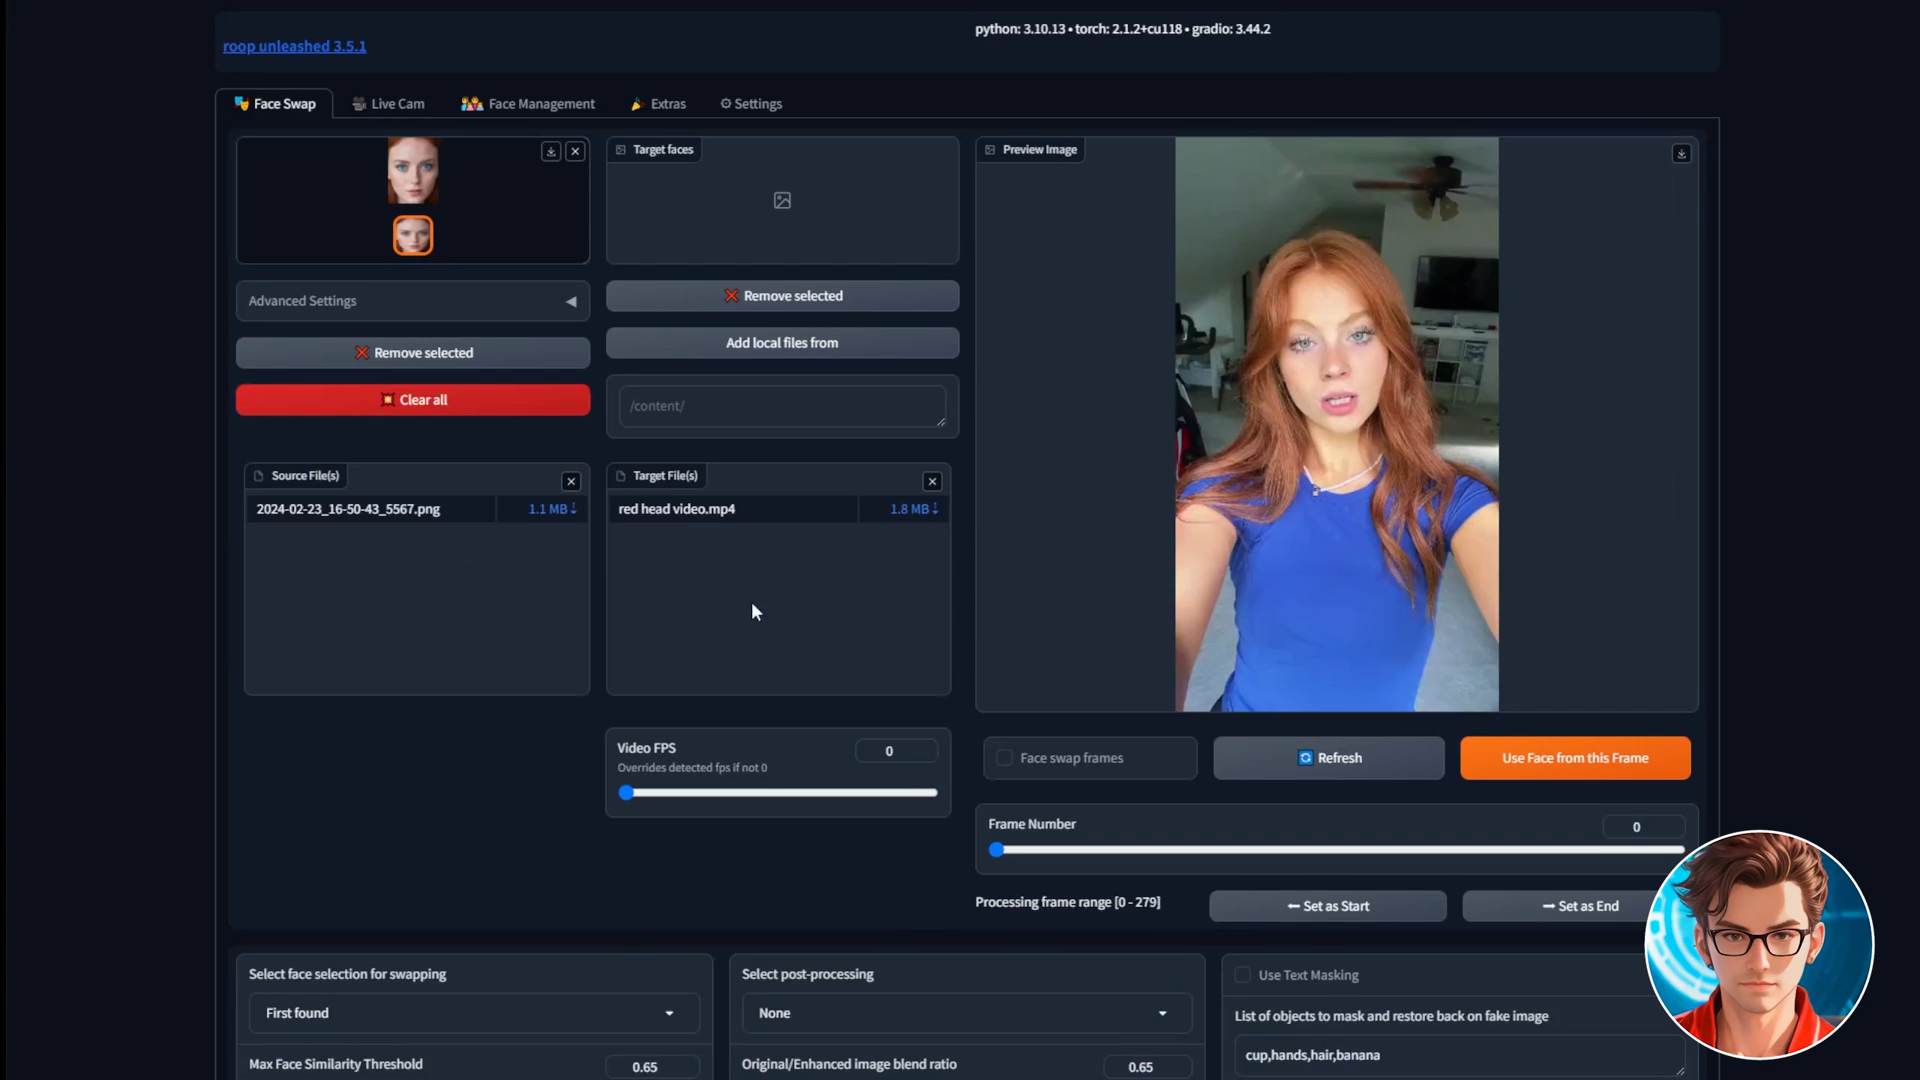 roop unleashed 3.5.1
python: 3.10.13 • torch: 2.1.2+cu118 • gradio: 3.44.2
Face Swap
Live Cam
Face Management
Extras
Settings
Target faces
Preview Image
Advanced Settings
Remove selected
Clear all
Remove selected
Add local files from
/content/
Source File(s)
2024-02-23_16-50-43_5567.png
1.1 MB↓
Target File(s)
red head video.mp4
1.8 MB↓
Video FPS
0
Overrides detected fps if not 0
Face swap frames
Refresh
Use Face from this Frame
Frame Number
0
Processing frame range [0 - 279]
Set as Start
Set as End
Select face selection for swapping
First found
Max Face Similarity Threshold
0.65
Select post-processing
None
Original/Enhanced image blend ratio
0.65
Use Text Masking
List of objects to mask and restore back on fake image
cup,hands,hair,banana